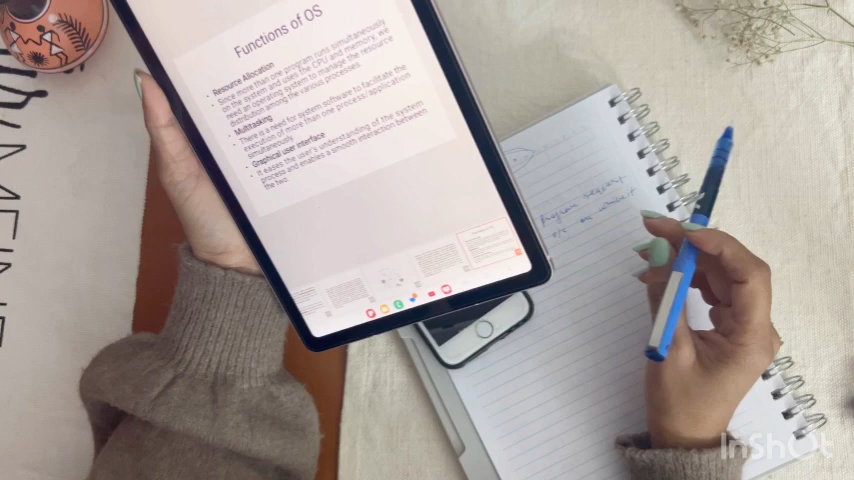 Functions of OS
• Resource Allocation
• Since more than one program runs simultaneously
on the system and uses the CPU and memory, we
need an operating system to manage the resource
distribution among the various processes.
• Multitasking
• There is a need for system software to facilitate the
execution of more than one process/application
simultaneously
• Graphical user interface
• It eases the user's understanding of the system
process and enables a smooth interaction between
the two.
Program request
InShOt